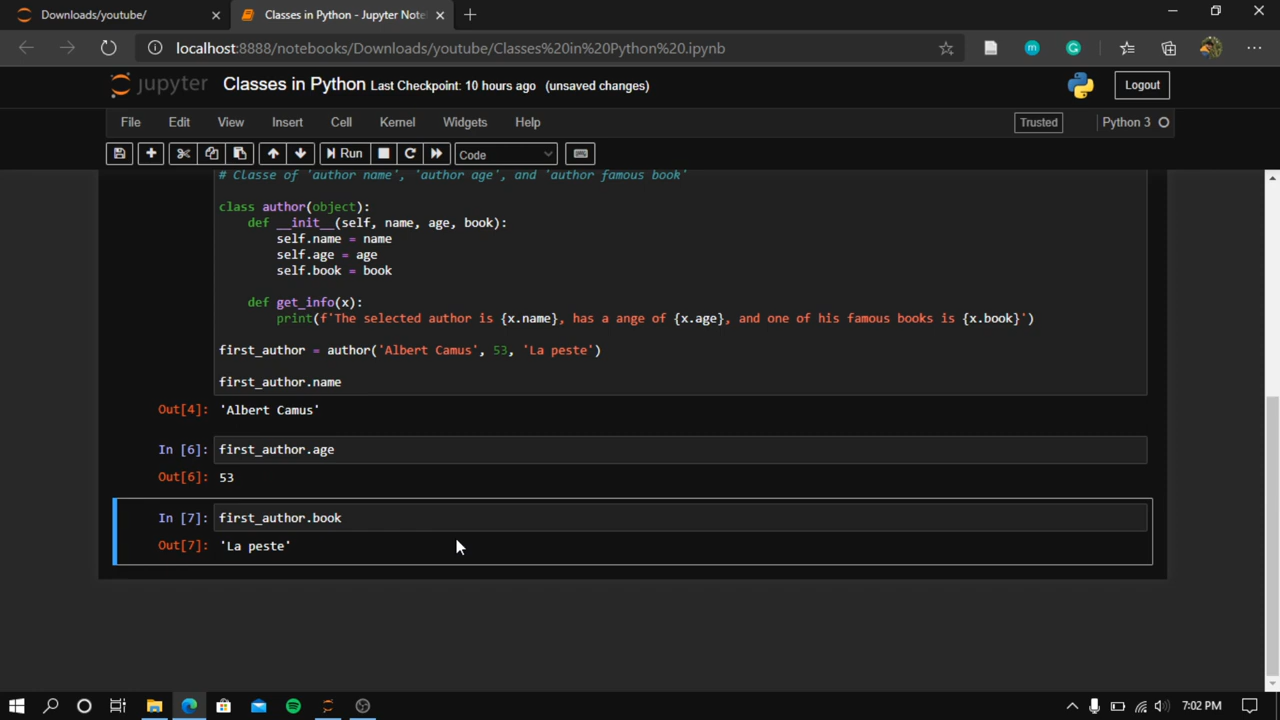 Downloads/youtube/
Classes in Python - Jupyter Note
localhost:8888/notebooks/Downloads/youtube/Classes%20in%20Python%20.ipynb
m
G
jupyter Classes in Python Last Checkpoint: 10 hours ago (unsaved changes)
Logout
File Edit View Insert Cell Kernel Widgets Help
Trusted
Python 3
Run
Code
# Classe of 'author name', 'author age', and 'author famous book'
class author(object):
def __init__(self, name, age, book):
self.name = name
self.age = age
self.book = book
def get_info(x):
print(f'The selected author is {x.name}, has a ange of {x.age}, and one of his famous books is {x.book}')
first_author = author('Albert Camus', 53, 'La peste')
first_author.name
Out[4]: 'Albert Camus'
In [6]: first_author.age
Out[6]: 53
In [7]: first_author.book
Out[7]: 'La peste'
7:02 PM